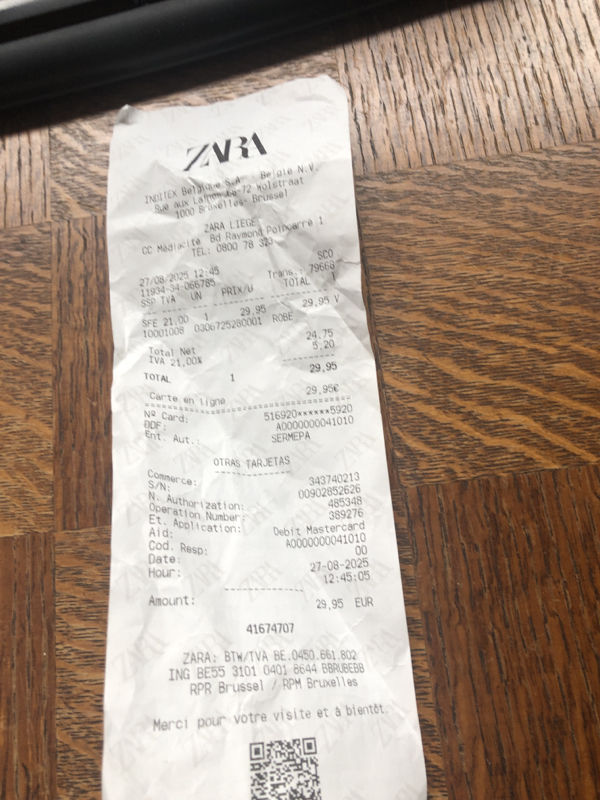 ZARA
INDITEX Belgique S.A - Belgie N.V.
Rue aux Laines 68-72 Wolstraat
1000 Bruxelles- Brussel
ZARA LIEGE
CC Médiacité Bd Raymond Poincarre 1
TEL: 0800 78 323
SCO
27/08/2025 12:45 Trans.: 79668
11934-34-066785
SSP TVA UN PRIX/U TOTAL
SFE 21.00 1 29,95 29,95 V
10001008 0306725280001 ROBE
Total Net 24.75
IVA 21,00% 5,20
TOTAL 1 29,95
Carte en ligne 29,95€
Nº Card: 516920******5920
DDF: A0000000041010
Ent. Aut.: SERMEPA
OTRAS TARJETAS
Commerce: 343740213
S/N: 00902852626
N. Authorization: 485348
Operation Number: 389276
Et. Application: Debit Mastercard
Aid: A0000000041010
Cod. Resp: 00
Date: 27-08-2025
Hour: 12:45:05
Amount: 29,95 EUR
41674707
ZARA: BTW/TVA BE.0450.661.802
ING BE55 3101 0401 8644 BBRUBEBB
RPR Brussel / RPM Bruxelles
Merci pour votre visite et à bientôt.